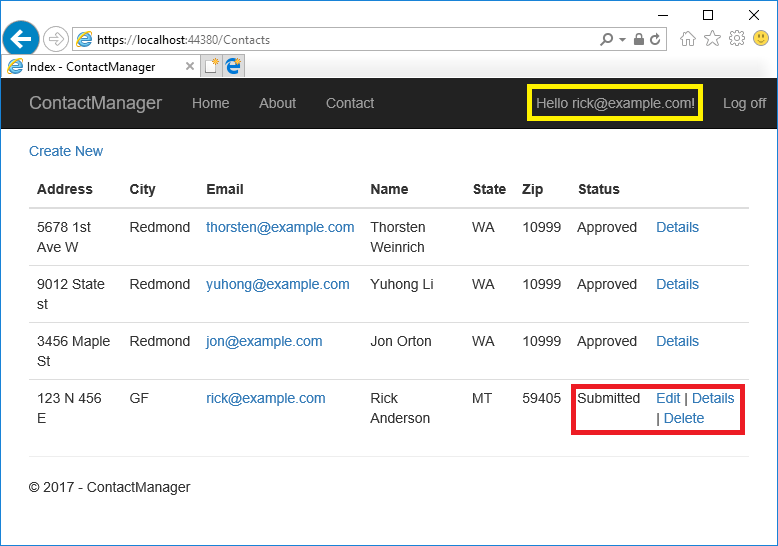 https://localhost:44380/Contacts
Index - ContactManager
ContactManager Home About Contact Hello rick@example.com! Log off
Create New
Address City Email Name State Zip Status
5678 1st Ave W Redmond thorsten@example.com Thorsten Weinrich WA 10999 Approved Details
9012 State st Redmond yuhong@example.com Yuhong Li WA 10999 Approved Details
3456 Maple St Redmond jon@example.com Jon Orton WA 10999 Approved Details
123 N 456 E GF rick@example.com Rick Anderson MT 59405 Submitted Edit | Details | Delete
© 2017 - ContactManager